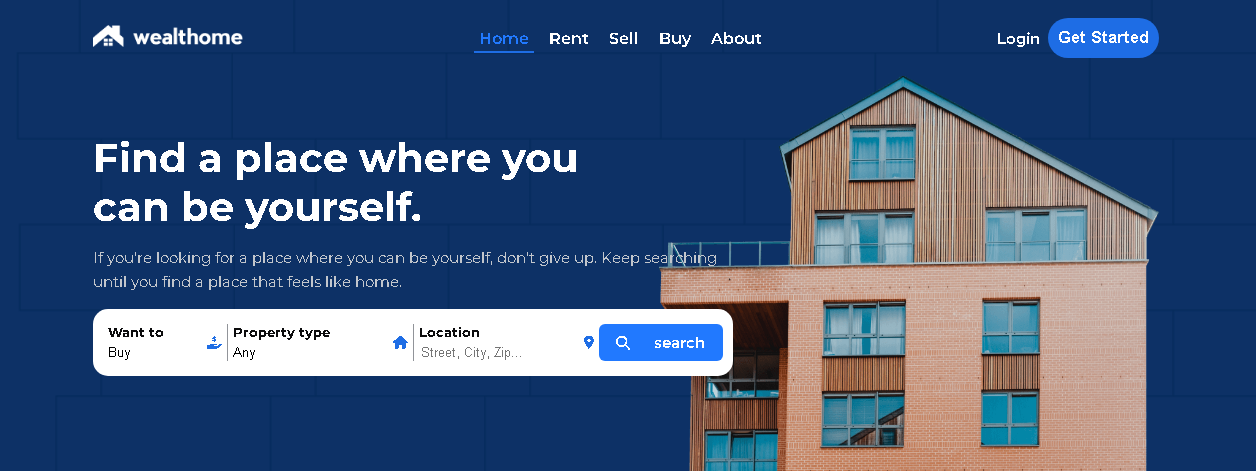 wealthome
Home Rent Sell Buy About
Login Get Started
Find a place where you
can be yourself.
If you're looking for a place where you can be yourself, don't give up. Keep searching
until you find a place that feels like home.
Want to Property type Location
Buy Any Street, City, Zip...
search